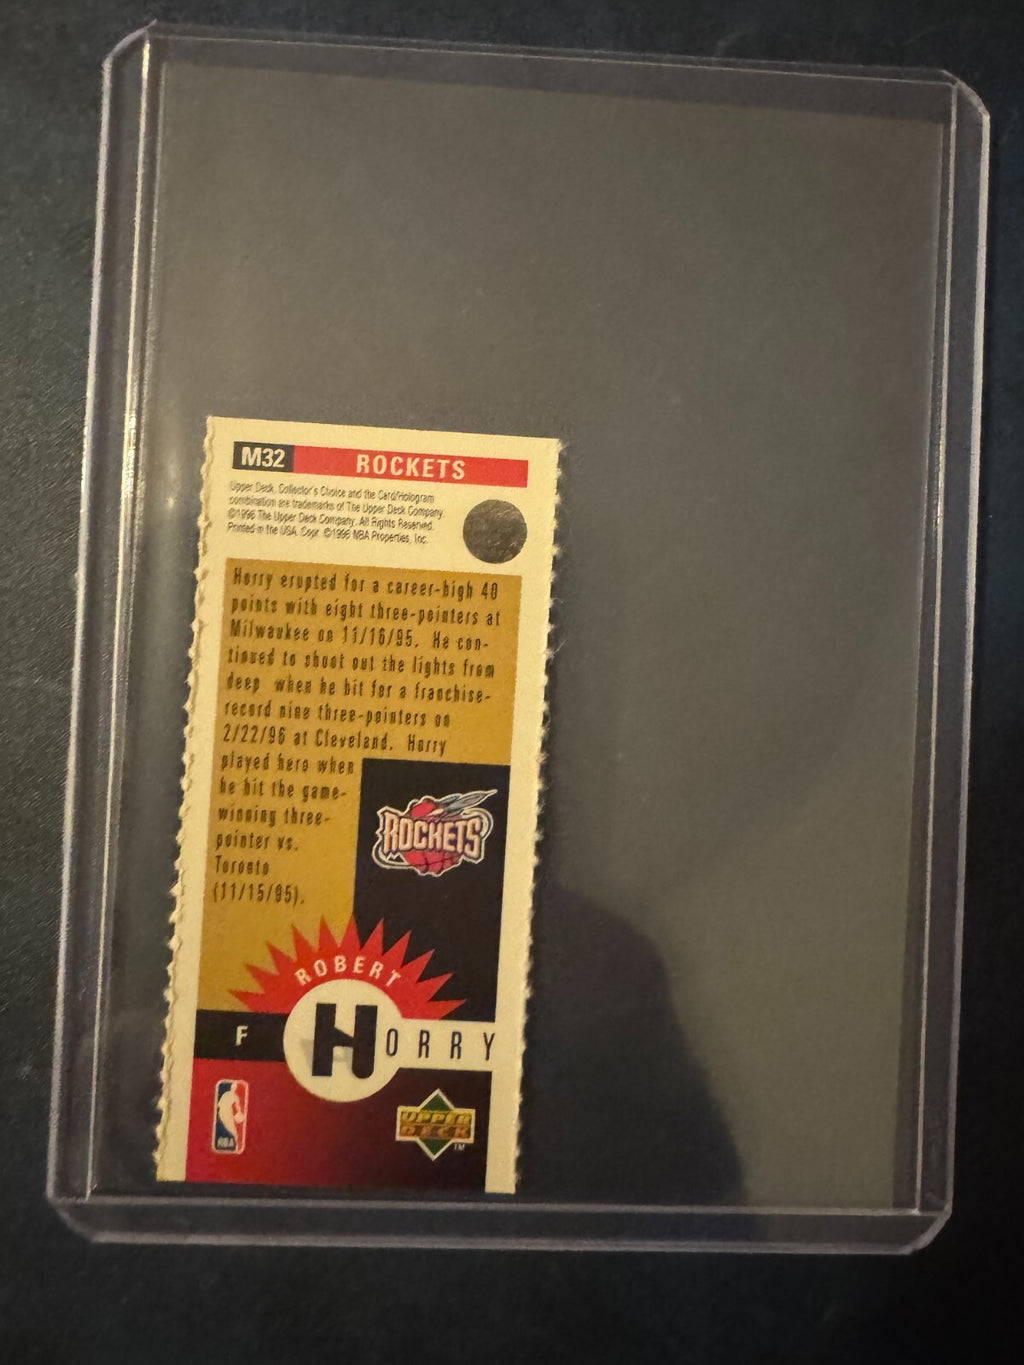 M32 ROCKETS
Upper Deck, Collector's Choice and the Card/Hologram
combination are trademarks of The Upper Deck Company.
©1996 The Upper Deck Company. All Rights Reserved.
Printed in the USA. Copr. ©1996 NBA Properties, Inc.
Horry erupted for a career-high 40
points with eight three-pointers at
Milwaukee on 11/16/95. He con-
tinued to shoot out the lights from
deep when he hit for a franchise-
record nine three-pointers on
2/22/96 at Cleveland. Horry
played hero when
he hit the game-
winning three-
pointer vs.
Toronto
(11/15/95).
ROCKETS
ROBERT
F HORRY
NBA
UPPER
DECK
TM